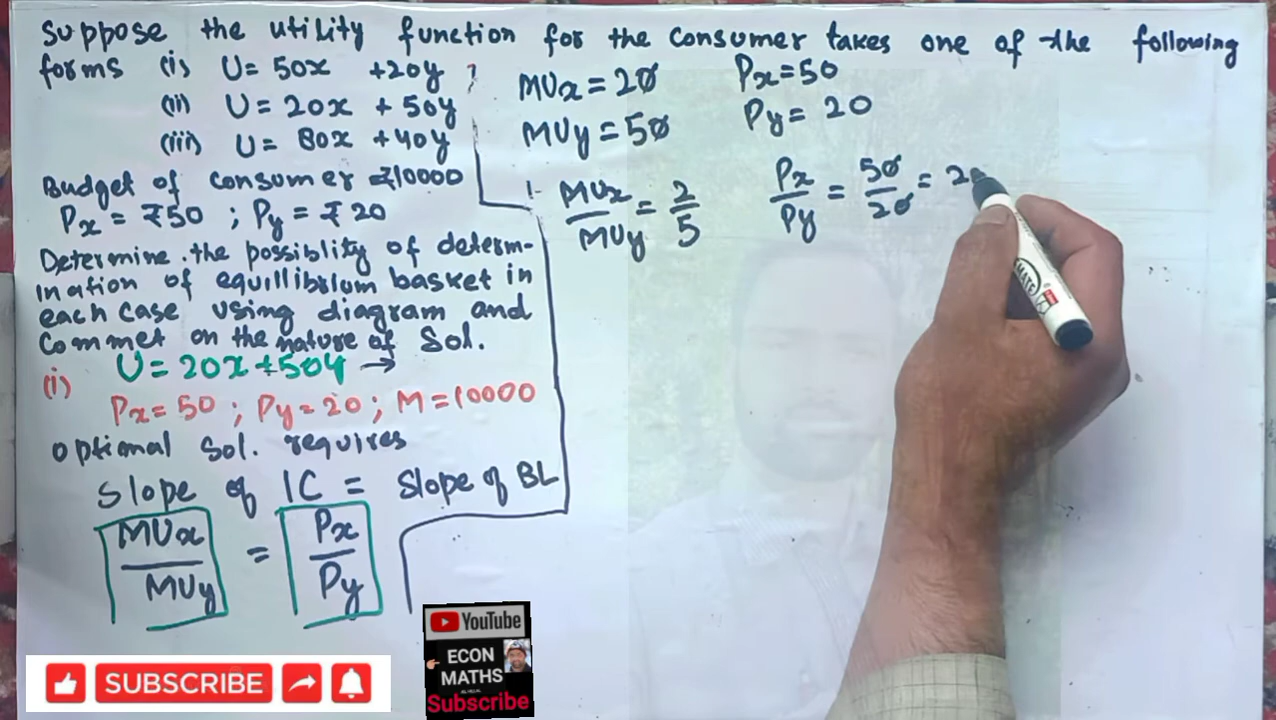 Suppose the utility function for the consumer takes one of the following
forms (i) U= 50x +20y ;
(ii) U = 20x + 50y
(iii) U = 80x +40y
Budget of consumer = ₹10000
Px = ₹50 ; Py = ₹ 20
Determine the possiblity of determ-
ination of equillibrium basket in
each case using diagram and
Commet on the nature of Sol.
U = 20x + 50y →
(i)
Px = 50 ; Py = 20 ; M = 10000
optimal Sol. requires
Slope of IC = Slope of BL
MUx / MUy = Px / Py
MUx = 20 Px = 50
MUy = 50 Py = 20
MUx / MUy = 2 / 5 Px / Py = 50 / 20 = 2
MATE
SUBSCRIBE
YouTube
ECON
MATHS
Subscribe